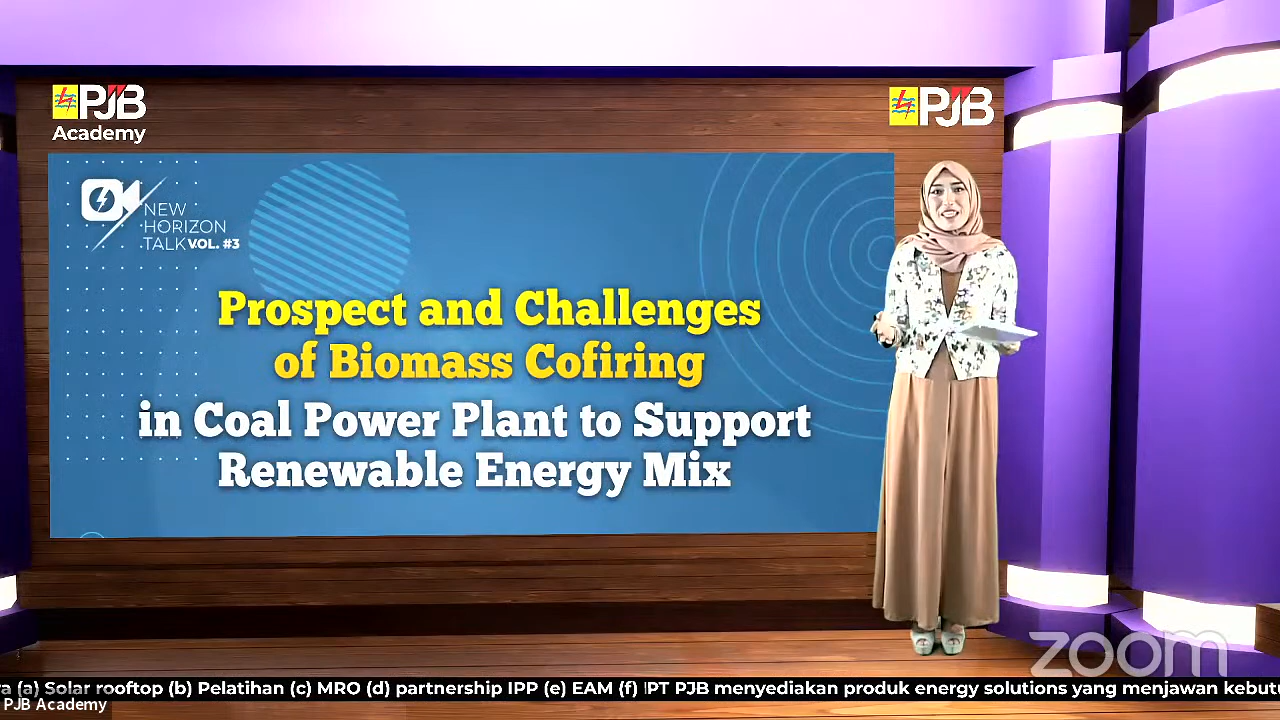 PJB
Academy
PJB
NEW
HORIZON
TALK VOL. #3
Prospect and Challenges
of Biomass Cofiring
in Coal Power Plant to Support
Renewable Energy Mix
zoom
a (a) Solar rooftop (b) Pelatihan (c) MRO (d) partnership IPP (e) EAM (f) PT PJB menyediakan produk energy solutions yang menjawan kebutu
PJB Academy